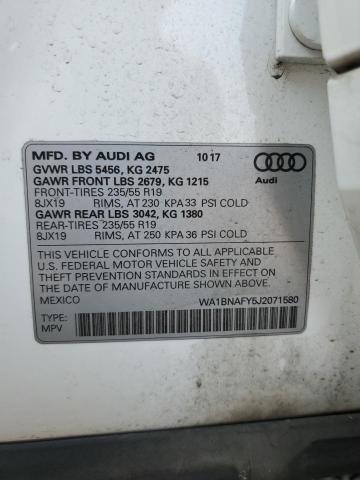 MFD. BY AUDI AG 10 17
GVWR LBS 5456, KG 2475
GAWR FRONT LBS 2679, KG 1215
FRONT-TIRES 235/55 R19
8JX19 RIMS, AT 230 KPA 33 PSI COLD
GAWR REAR LBS 3042, KG 1380
REAR-TIRES 235/55 R19
8JX19 RIMS, AT 250 KPA 36 PSI COLD
Audi
THIS VEHICLE CONFORMS TO ALL APPLICABLE
U.S. FEDERAL MOTOR VEHICLE SAFETY, BUMPER,
AND THEFT PREVENTION STANDARDS IN EFFECT
ON THE DATE OF MANUFACTURE SHOWN ABOVE.
MEXICO WA1BNAFY5J2071580
TYPE:
MPV